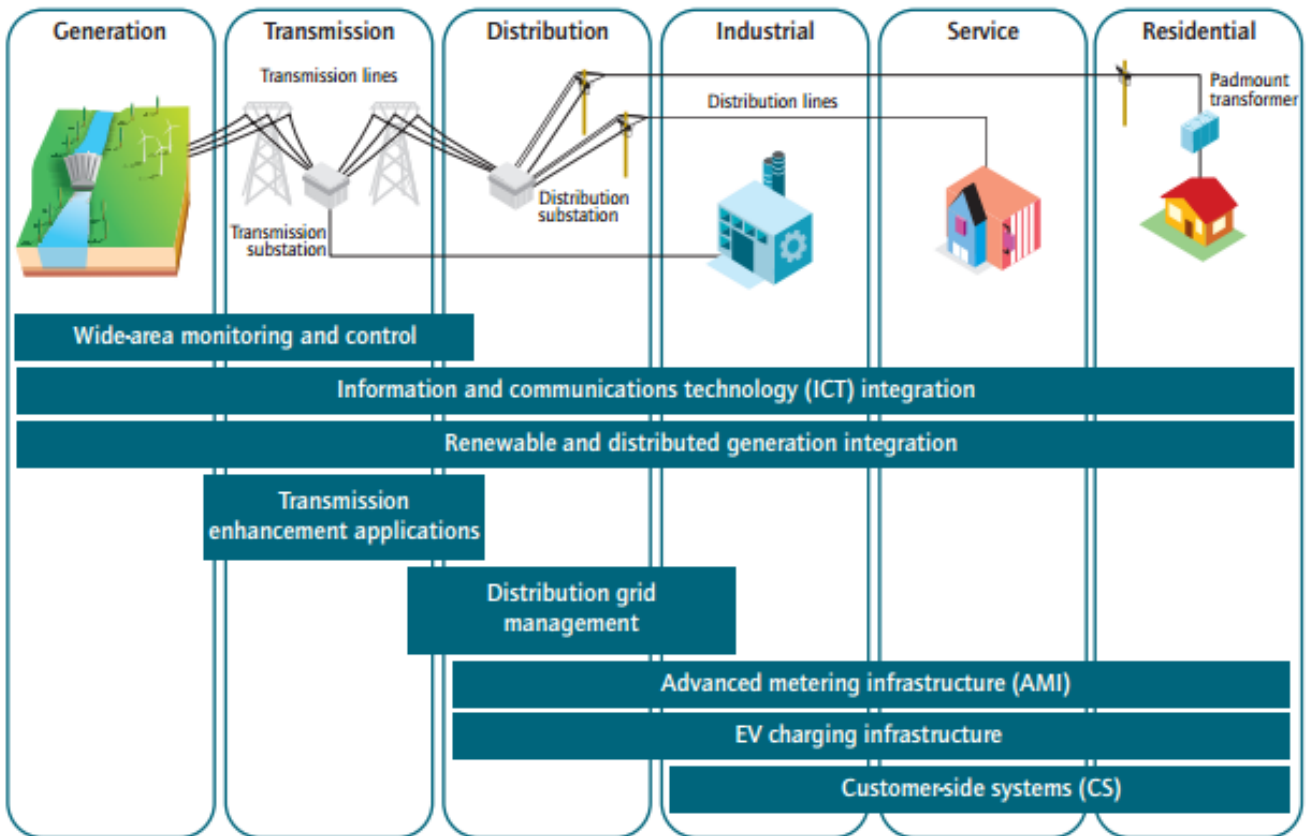 Generation
Transmission
Distribution
Industrial
Service
Residential
Transmission lines
Distribution lines
Padmount
transformer
Distribution
substation
Transmission
substation
Wide-area monitoring and control
Information and communications technology (ICT) integration
Renewable and distributed generation integration
Transmission
enhancement applications
Distribution grid
management
Advanced metering infrastructure (AMI)
EV charging infrastructure
Customer-side systems (CS)